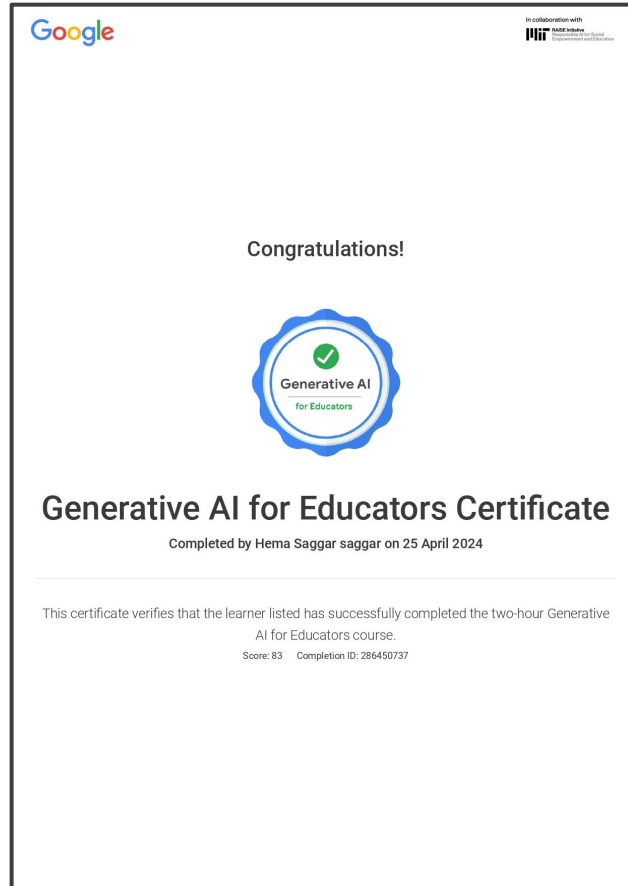 Google
In collaboration with
MIT RAISE Initiative
Responsible AI for Social
Empowerment and Education
Congratulations!
Generative AI
for Educators
Generative AI for Educators Certificate
Completed by Hema Saggar saggar on 25 April 2024
This certificate verifies that the learner listed has successfully completed the two-hour Generative
AI for Educators course.
Score: 83 Completion ID: 286450737